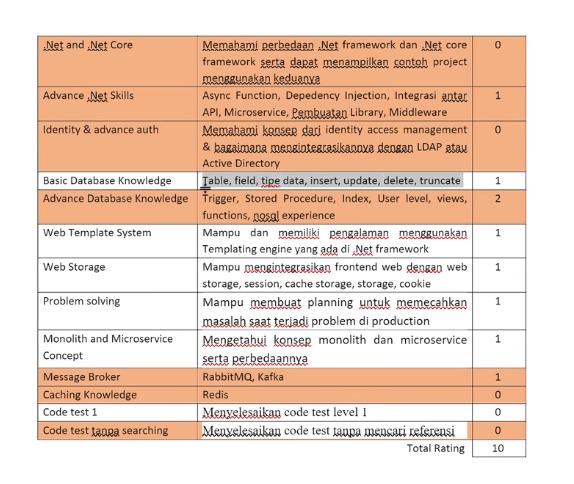 .Net and .Net Core Memahami perbedaan .Net framework dan .Net core 0
framework serta dapat menampilkan contoh project
menggunakan keduanya
Advance .Net Skills Async Function, Depedency Injection, Integrasi antar 1
API, Microservice, Pembuatan Library, Middleware
Identity & advance auth Memahami konsep dari identity access management 0
& bagaimana mengintegrasikannya dengan LDAP atau
Active Directory
Basic Database Knowledge Table, field, tipe data, insert, update, delete, truncate 1
Advance Database Knowledge Trigger, Stored Procedure, Index, User level, views, 2
functions, nosql experience
Web Template System Mampu dan memiliki pengalaman menggunakan 1
Templating engine yang ada di .Net framework
Web Storage Mampu mengintegrasikan frontend web dengan web 1
storage, session, cache storage, storage, cookie
Problem solving Mampu membuat planning untuk memecahkan 1
masalah saat terjadi problem di production
Monolith and Microservice Mengetahui konsep monolith dan microservice 1
Concept serta perbedaannya
Message Broker RabbitMQ, Kafka 1
Caching Knowledge Redis 0
Code test 1 Menyelesaikan code test level 1 0
Code test tanpa searching Menyelesaikan code test tanpa mencari referensi 0
Total Rating 10